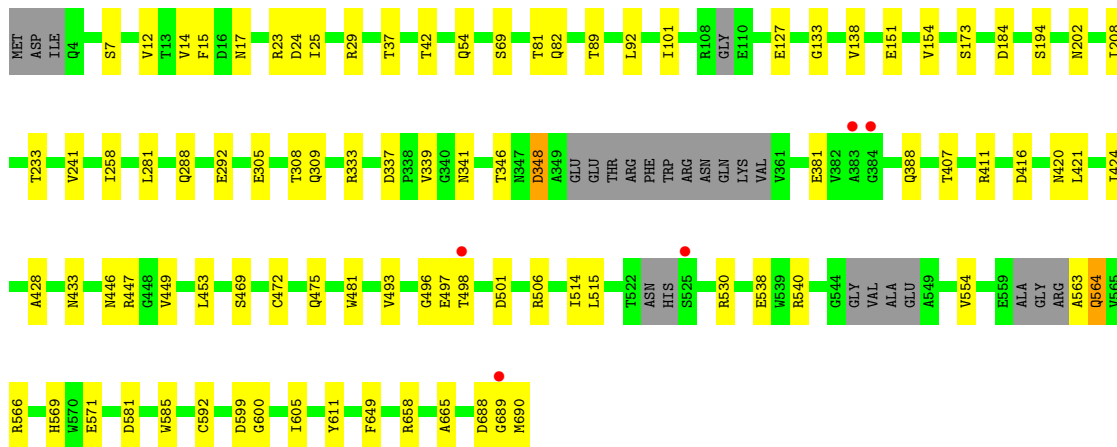 MET ASP ILE Q4 S7 V12 T13 V14 F15 D16 N17 R23 D24 I25 R29 T37 T42 Q54 S69 T81 Q82 T89 L92 I101 R108 GLY E110 E127 G133 V138 E151 V154 S173 D184 S194 N202 I208
T233 V241 I258 L281 Q288 E292 E305 T308 Q309 R333 D337 P338 V339 G340 N341 T346 N347 D348 A349 GLU GLU THR ARG PHE TRP ARG ASN GLN LYS VAL V361 E381 V382 A383 G384 Q388 T407 R411 D416 N420 L421 I424
A428 N433 N446 R447 G448 V449 L453 S469 C472 Q475 W481 V493 G496 E497 T498 D501 R506 I514 L515 T522 ASN HIS S525 R530 E538 W539 R540 G544 GLY VAL ALA GLU A549 V554 E559 ALA GLY ARG A563 Q564 V565
R566 H569 W570 E571 D581 W585 C592 D599 G600 I605 Y611 F649 R658 A665 D688 G689 M690